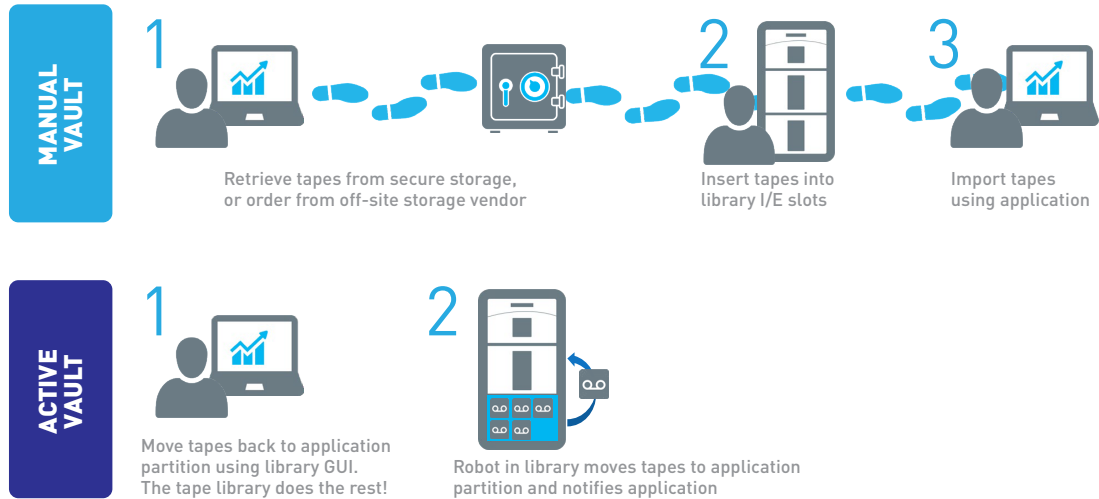 MANUAL
VAULT
1
2
3
Retrieve tapes from secure storage,
or order from off-site storage vendor
Insert tapes into
library I/E slots
Import tapes
using application
ACTIVE
VAULT
1
2
Move tapes back to application
partition using library GUI.
The tape library does the rest!
Robot in library moves tapes to application
partition and notifies application